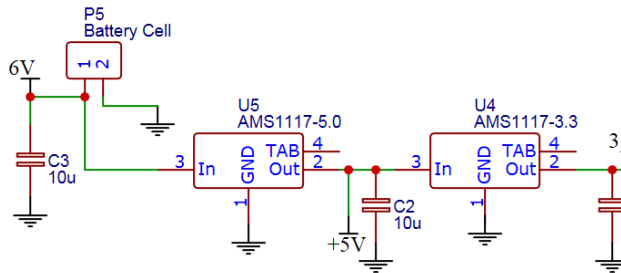 P5
Battery Cell
6V
1 2
C3
10u
U5
AMS1117-5.0
3 In GND TAB 4
Out 2
1
+5V
C2
10u
U4
AMS1117-3.3
3 In GND TAB 4
Out 2
1
3